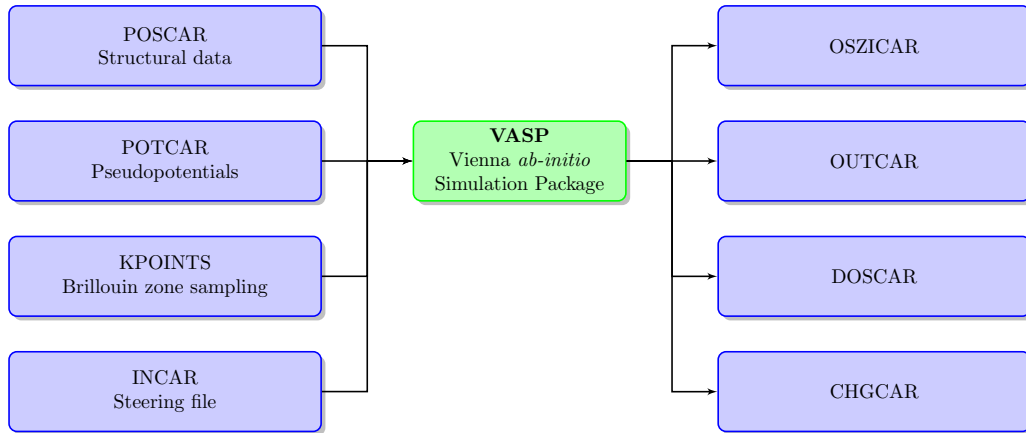 POSCAR
Structural data
POTCAR
Pseudopotentials
KPOINTS
Brillouin zone sampling
INCAR
Steering file
VASP
Vienna ab-initio
Simulation Package
OSZICAR
OUTCAR
DOSCAR
CHGCAR